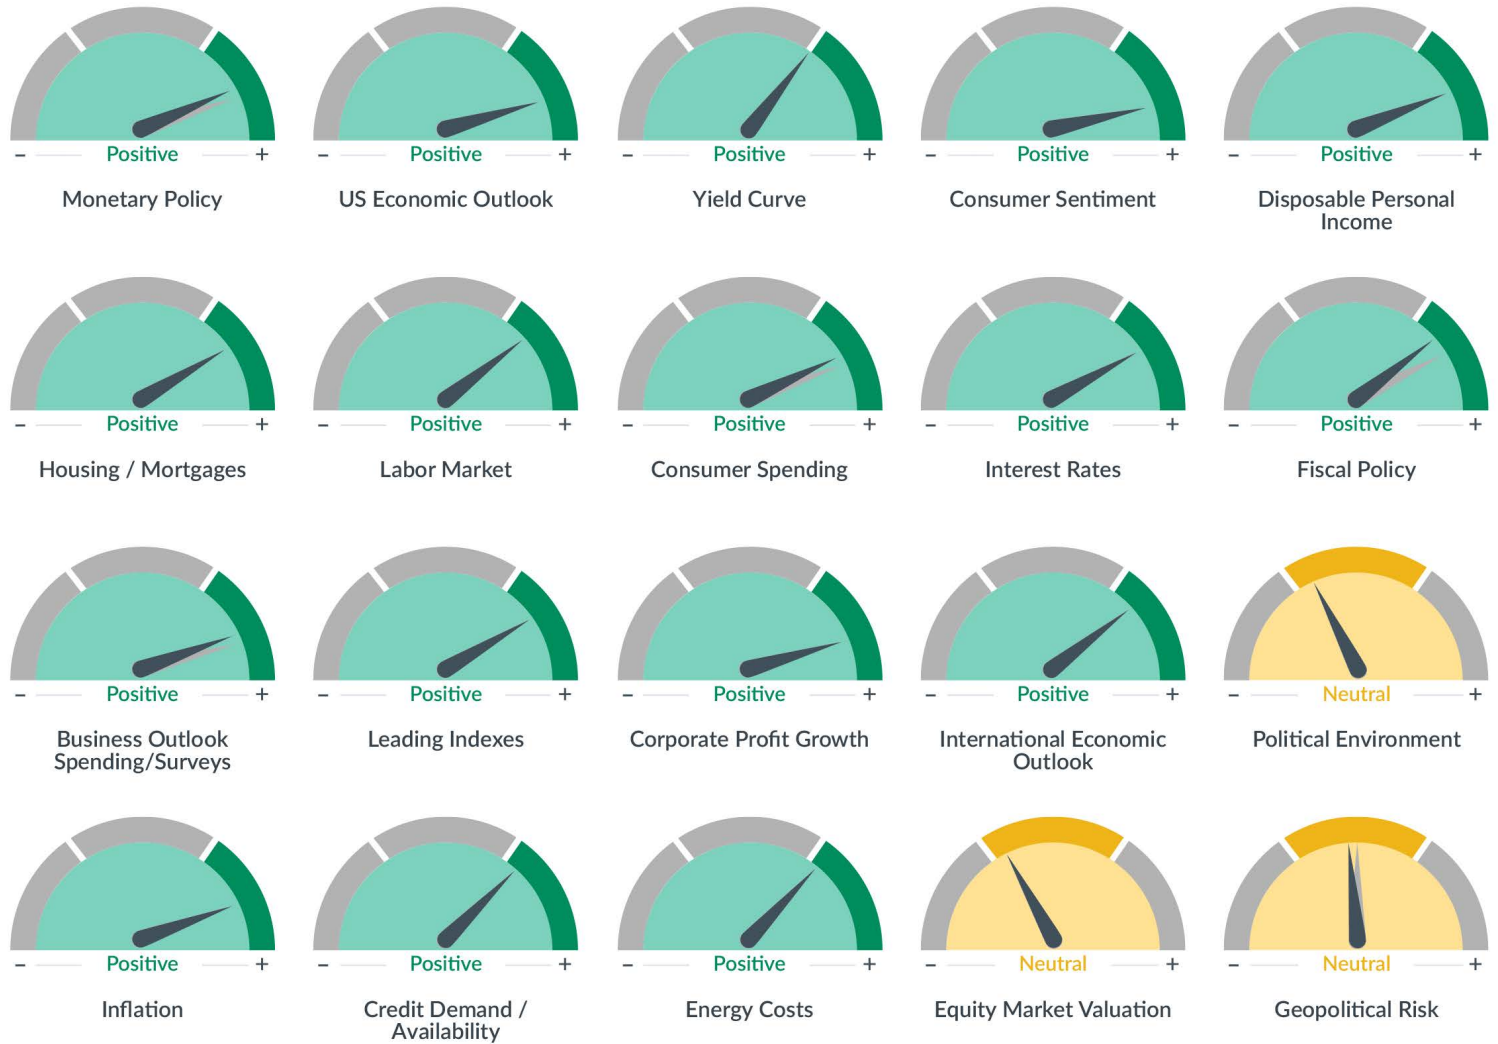 - Positive +
Monetary Policy
- Positive +
US Economic Outlook
- Positive +
Yield Curve
- Positive +
Consumer Sentiment
- Positive +
Disposable Personal
Income
- Positive +
Housing / Mortgages
- Positive +
Labor Market
- Positive +
Consumer Spending
- Positive +
Interest Rates
- Positive +
Fiscal Policy
- Positive +
Business Outlook
Spending/Surveys
- Positive +
Leading Indexes
- Positive +
Corporate Profit Growth
- Positive +
International Economic
Outlook
- Neutral +
Political Environment
- Positive +
Inflation
- Positive +
Credit Demand /
Availability
- Positive +
Energy Costs
- Neutral +
Equity Market Valuation
- Neutral +
Geopolitical Risk